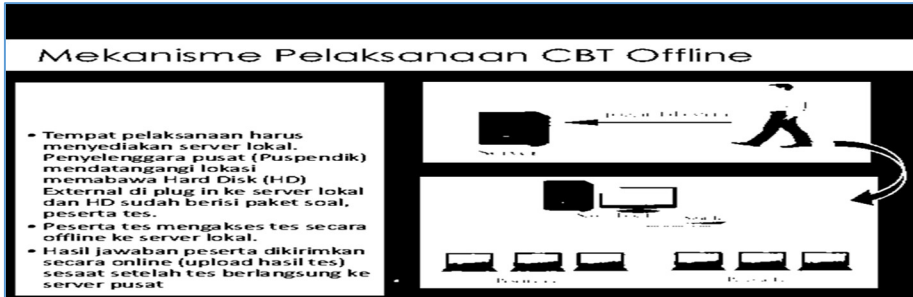 Mekanisme Pelaksanaan CBT Offline
• Tempat pelaksanaan harus
menyediakan server lokal.
Penyelenggara pusat (Puspendik)
mendatangangi lokasi
memabawa Hard Disk (HD)
External di plug in ke server lokal
dan HD sudah berisi paket soal,
peserta tes.
• Peserta tes mengakses tes secara
offline ke server lokal.
• Hasil jawaban peserta dikirimkan
secara online (upload hasil tes)
sesaat setelah tes berlangsung ke
server pusat